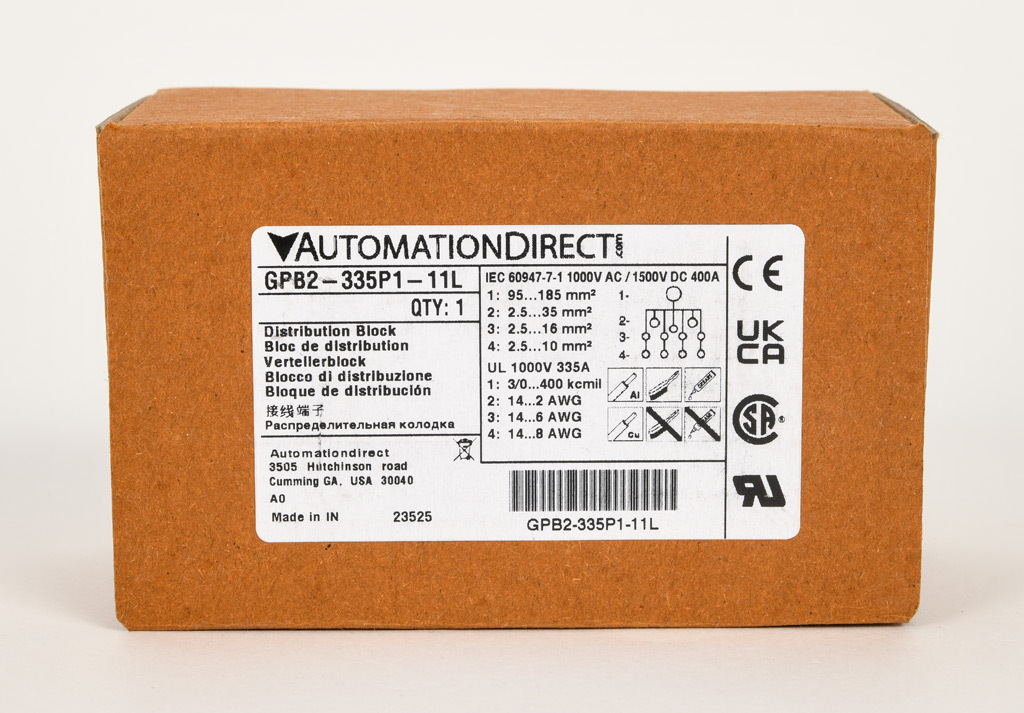 AUTOMATIONDIRECT.com
GPB2-335P1-11L
QTY: 1
Distribution Block
Bloc de distribution
Vertellerblock
Blocco di distribuzione
Bloque de distribución
接线端子
Распределительная колодка
Automationdirect
3505 Hutchinson road
Cumming GA, USA 30040
A0
Made in IN 23525
IEC 60947-7-1 1000V AC / 1500V DC 400A
1: 95...185 mm²
2: 2.5...35 mm²
3: 2.5...16 mm²
4: 2.5...10 mm²
1-
2-
3-
4-
UL 1000V 335A
1: 3/0...400 kcmil
2: 14...2 AWG
3: 14...6 AWG
4: 14...8 AWG
Al
Cu
GPB2-335P1-11L
CE
UK
CA
SA
RU